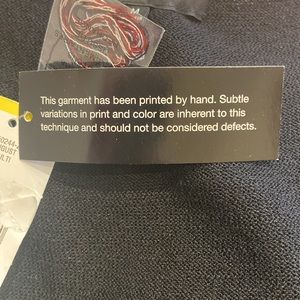 M
This garment has been printed by hand. Subtle
variations in print and color are inherent to this
technique and should not be considered defects.